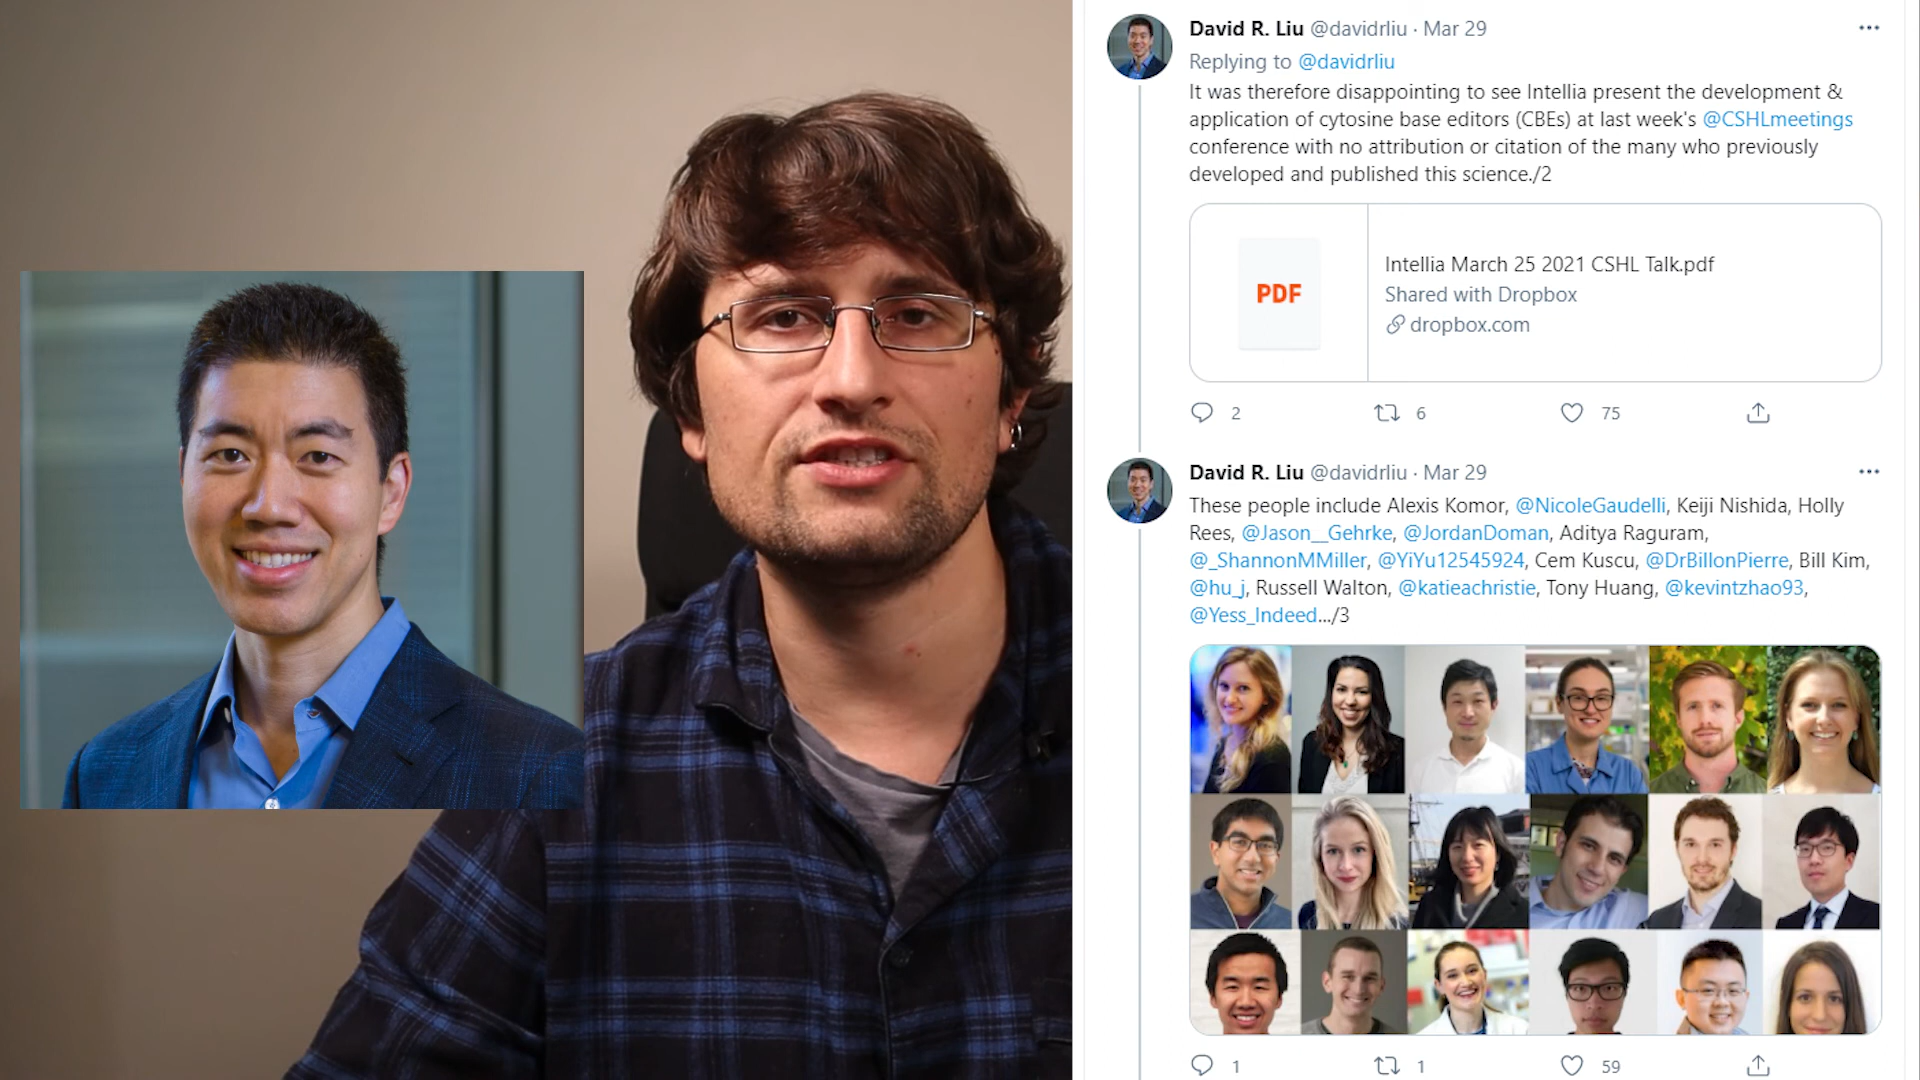 David R. Liu @davidrliu · Mar 29
Replying to @davidrliu
It was therefore disappointing to see Intellia present the development &
application of cytosine base editors (CBEs) at last week's @CSHLmeetings
conference with no attribution or citation of the many who previously
developed and published this science./2
PDF
Intellia March 25 2021 CSHL Talk.pdf
Shared with Dropbox
dropbox.com
2 6 75
David R. Liu @davidrliu · Mar 29
These people include Alexis Komor, @NicoleGaudelli, Keiji Nishida, Holly
Rees, @Jason__Gehrke, @JordanDoman, Aditya Raguram,
@_ShannonMMiller, @YiYu12545924, Cem Kuscu, @DrBillonPierre, Bill Kim,
@hu_j, Russell Walton, @katieachristie, Tony Huang, @kevintzhao93,
@Yess_Indeed.../3
1 1 59